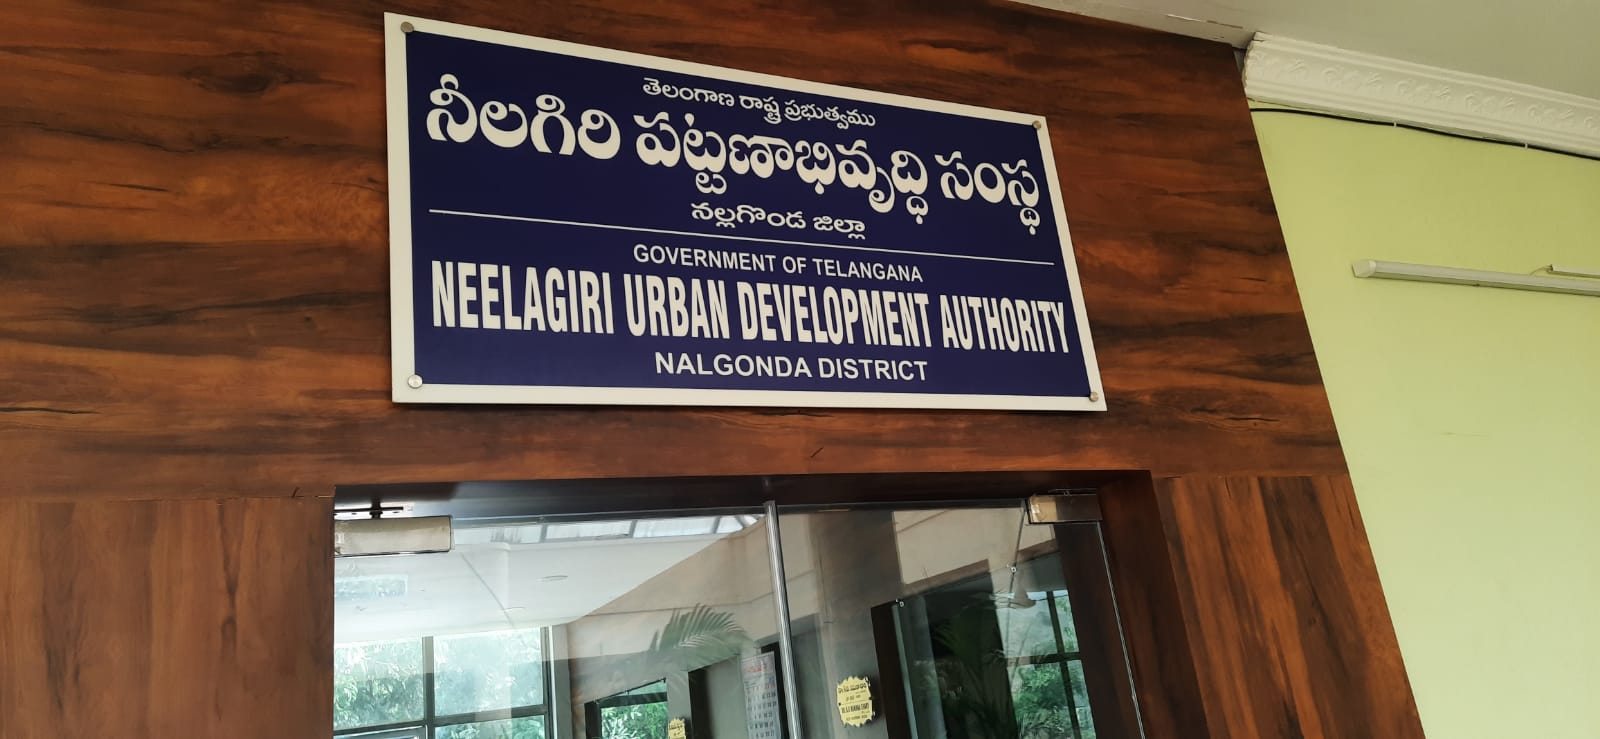 తెలంగాణ రాష్ట్ర ప్రభుత్వము
నీలగిరి పట్టణాభివృద్ధి సంస్థ
నల్లగొండ జిల్లా
GOVERNMENT OF TELANGANA
NEELAGIRI URBAN DEVELOPMENT AUTHORITY
NALGONDA DISTRICT